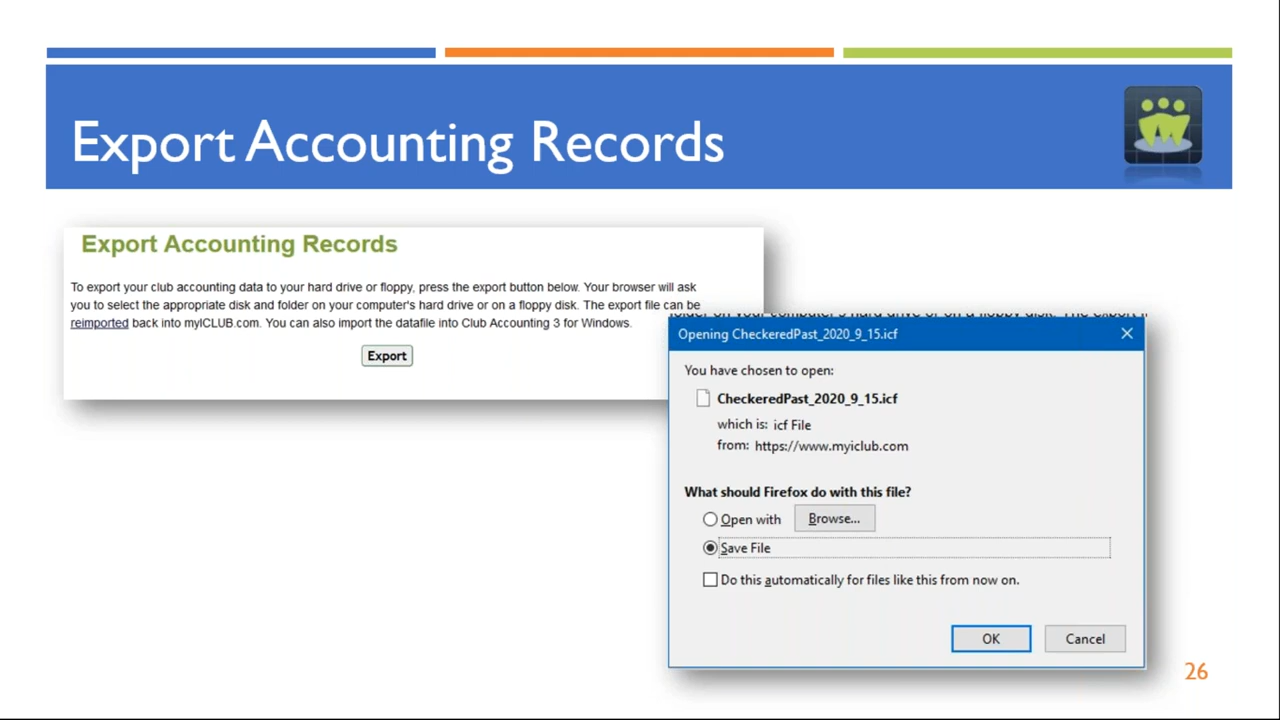 Export Accounting Records
Export Accounting Records
To export your club accounting data to your hard drive or floppy, press the export button below. Your browser will ask
you to select the appropriate disk and folder on your computer's hard drive or on a floppy disk. The export file can be
reimported back into myICLUB.com. You can also import the datafile into Club Accounting 3 for Windows.
Export
Opening CheckeredPast_2020_9_15.icf
You have chosen to open:
CheckeredPast_2020_9_15.icf
which is: icf File
from: https://www.myiclub.com
What should Firefox do with this file?
Open with Browse...
Save File
Do this automatically for files like this from now on.
OK Cancel
26